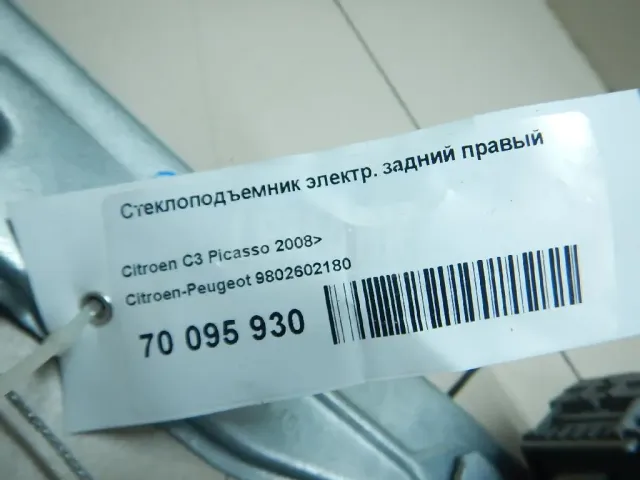 Стеклоподъемник электр. задний правый
Citroen C3 Picasso 2008>
Citroen-Peugeot 9802602180
70 095 930